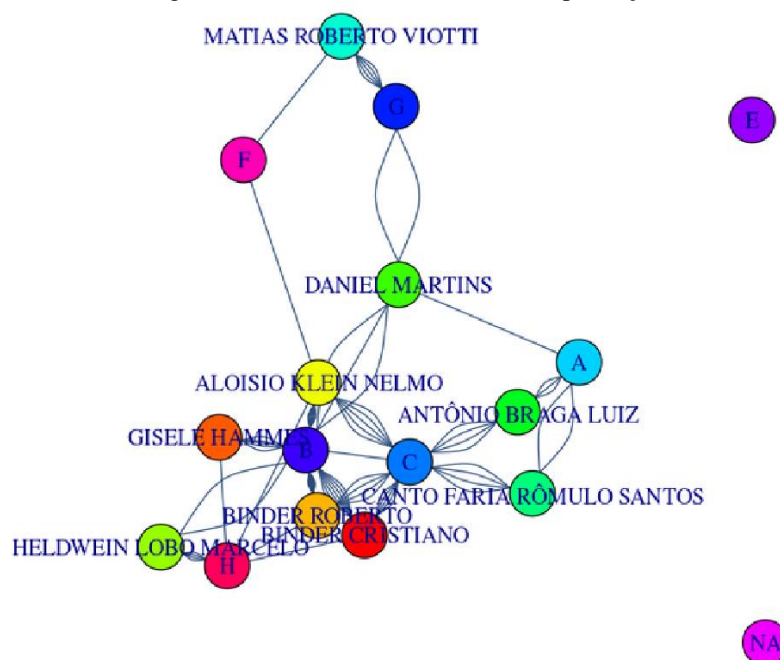 MATIAS ROBERTO VIOTTI
G
E
F
DANIEL MARTINS
A
ALOISIO KLEIN NELMO
ANTÔNIO BRAGA LUIZ
GISELE HAMMES
B
C
CANTO FARIA RÔMULO SANTOS
BINDER ROBERTO
BINDER CRISTIANO
HELDWEIN LOBO MARCELO
H
NA